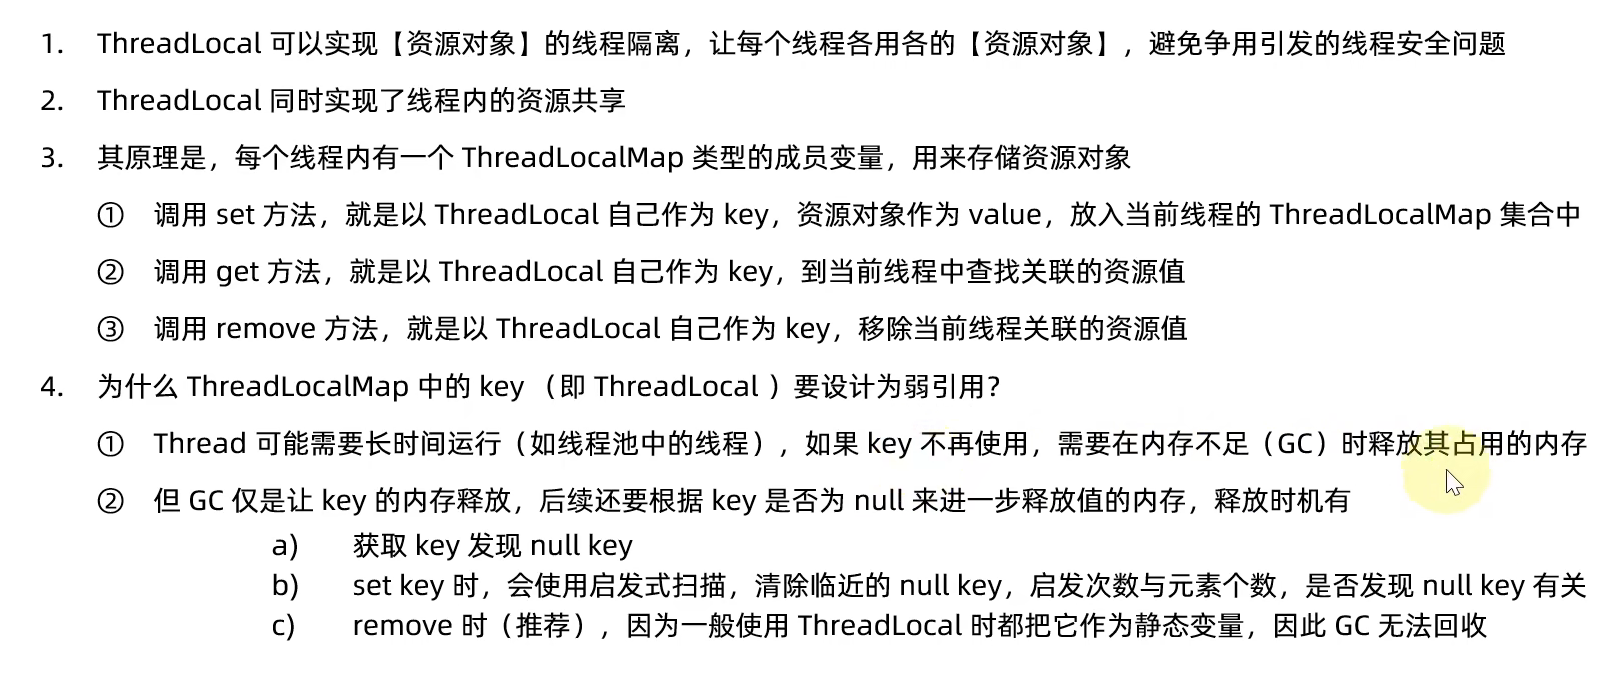 1. ThreadLocal 可以实现【资源对象】的线程隔离，让每个线程各用各的【资源对象】，避免争用引发的线程安全问题
2. ThreadLocal 同时实现了线程内的资源共享
3. 其原理是，每个线程内有一个 ThreadLocalMap 类型的成员变量，用来存储资源对象
① 调用 set 方法，就是以 ThreadLocal 自己作为 key，资源对象作为 value，放入当前线程的 ThreadLocalMap 集合中
② 调用 get 方法，就是以 ThreadLocal 自己作为 key，到当前线程中查找关联的资源值
③ 调用 remove 方法，就是以 ThreadLocal 自己作为 key，移除当前线程关联的资源值
4. 为什么 ThreadLocalMap 中的 key （即 ThreadLocal ）要设计为弱引用？
① Thread 可能需要长时间运行（如线程池中的线程），如果 key 不再使用，需要在内存不足（GC）时释放其占用的内存
② 但 GC 仅是让 key 的内存释放，后续还要根据 key 是否为 null 来进一步释放值的内存，释放时机有
a) 获取 key 发现 null key
b) set key 时，会使用启发式扫描，清除临近的 null key，启发次数与元素个数，是否发现 null key 有关
c) remove 时（推荐），因为一般使用 ThreadLocal 时都把它作为静态变量，因此 GC 无法回收